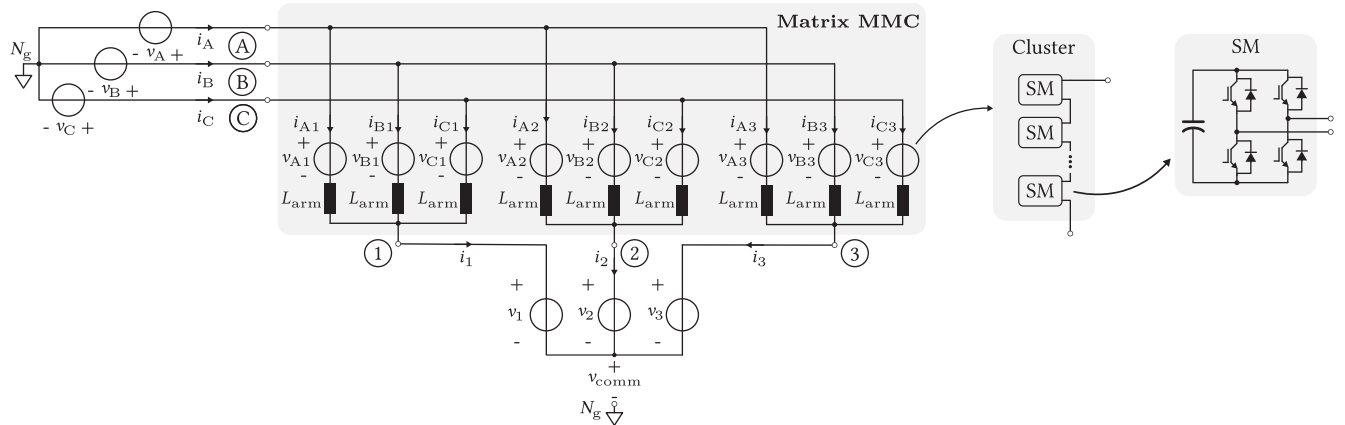 Matrix MMC
N_g
- v_A +
i_A
A
- v_B +
i_B
B
- v_C +
i_C
C
i_A1 i_B1 i_C1 i_A2 i_B2 i_C2 i_A3 i_B3 i_C3
+ + + + + + + + +
v_A1 v_B1 v_C1 v_A2 v_B2 v_C2 v_A3 v_B3 v_C3
- - - - - - - - -
L_arm L_arm L_arm L_arm L_arm L_arm L_arm L_arm L_arm
1 i_1 i_2 2 i_3 3
+ + +
v_1 v_2 v_3
- - -
+
v_comm
-
N_g
Cluster
SM
SM
SM
SM